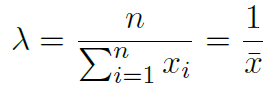 λ = n / ∑_{i=1}^{n} x_i = 1 / x̄